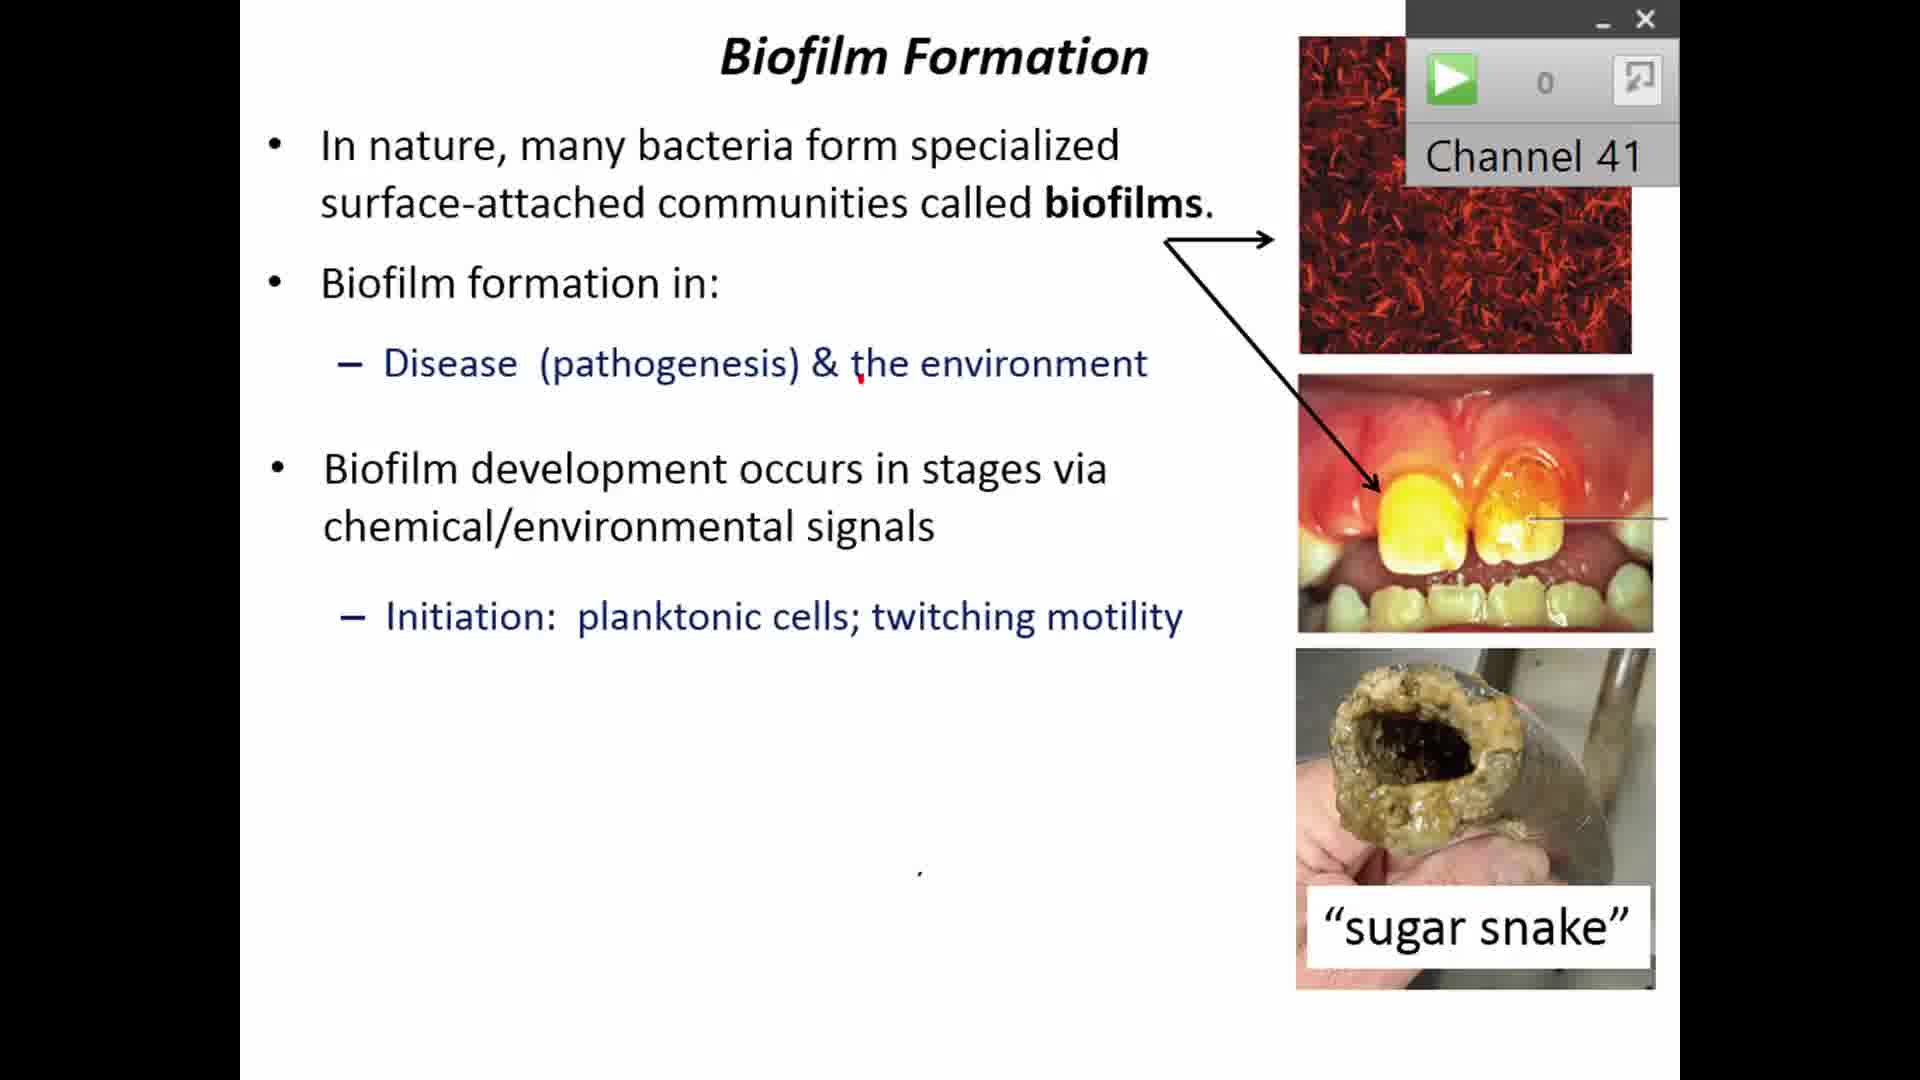 Biofilm Formation
0
Channel 41
• In nature, many bacteria form specialized
surface-attached communities called biofilms.
• Biofilm formation in:
– Disease (pathogenesis) & the environment
• Biofilm development occurs in stages via
chemical/environmental signals
– Initiation: planktonic cells; twitching motility
“sugar snake”